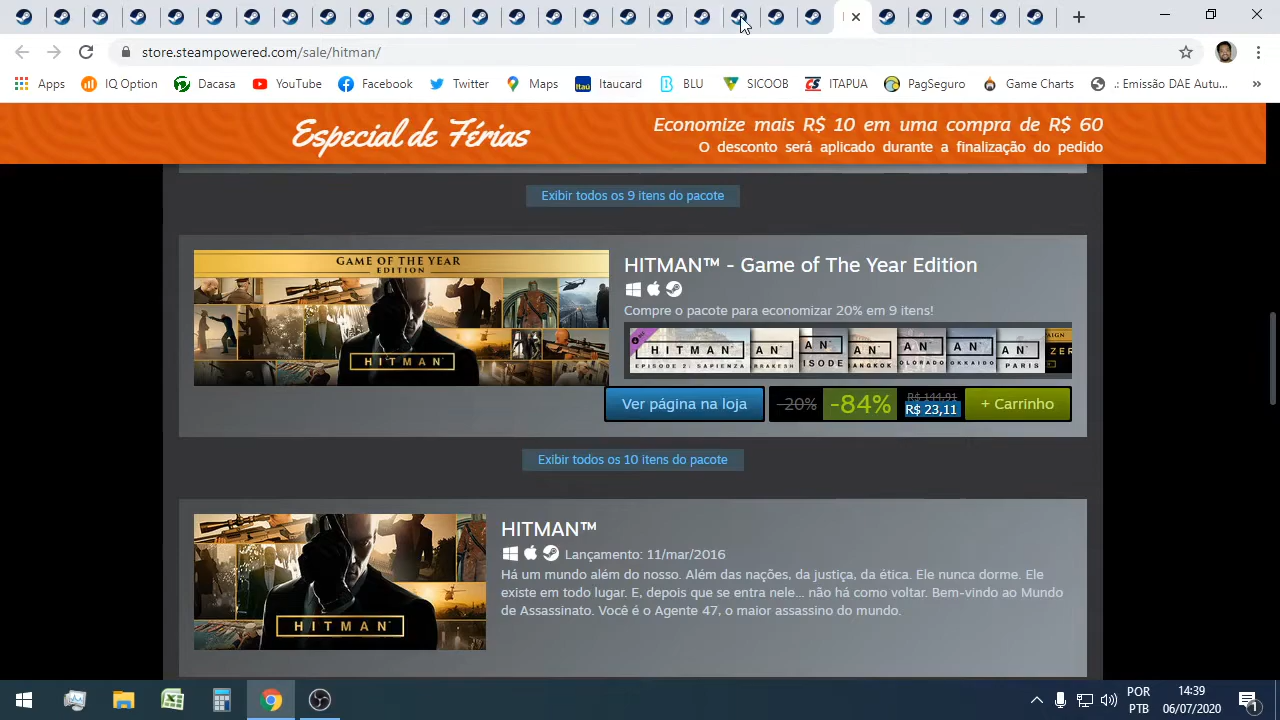 store.steampowered.com/sale/hitman/
Apps
IQ Option
Dacasa
YouTube
Facebook
Twitter
Maps
Itaú
Itaucard
BLU
SICOOB
ITAPUA
PagSeguro
Game Charts
.: Emissão DAE Autu...
»
Especial de Férias
Economize mais R$ 10 em uma compra de R$ 60
O desconto será aplicado durante a finalização do pedido
Exibir todos os 9 itens do pacote
GAME OF THE YEAR
EDITION
HITMAN™
HITMAN™ - Game of The Year Edition
Compre o pacote para economizar 20% em 9 itens!
HITMAN™
EPISODE 2: SAPIENZA
Ver página na loja
-20%
-84%
R$ 144,91
R$ 23,11
+ Carrinho
Exibir todos os 10 itens do pacote
HITMAN™
HITMAN™
Lançamento: 11/mar/2016
Há um mundo além do nosso. Além das nações, da justiça, da ética. Ele nunca dorme. Ele
existe em todo lugar. E, depois que se entra nele... não há como voltar. Bem-vindo ao Mundo
de Assassinato. Você é o Agente 47, o maior assassino do mundo.
POR
PTB
14:39
06/07/2020
1